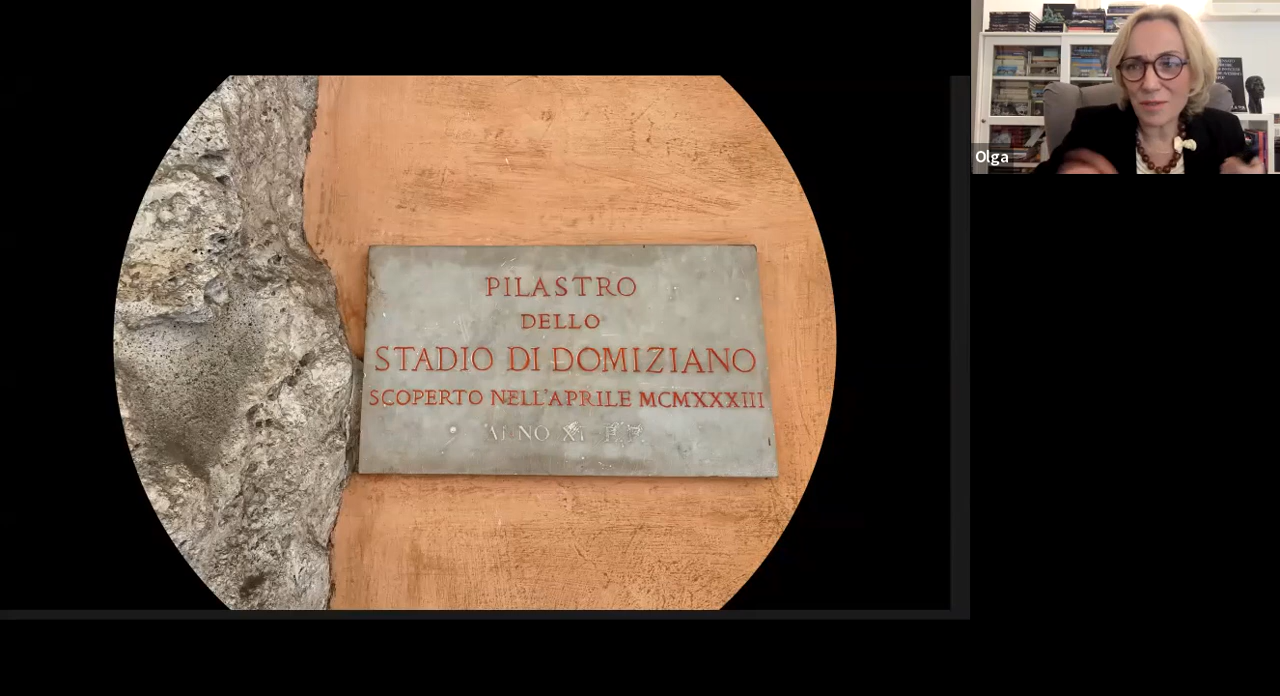 PILASTRO
DELLO
STADIO DI DOMIZIANO
SCOPERTO NELL'APRILE MCMXXXIII
ANNO XI E.F.
Olga